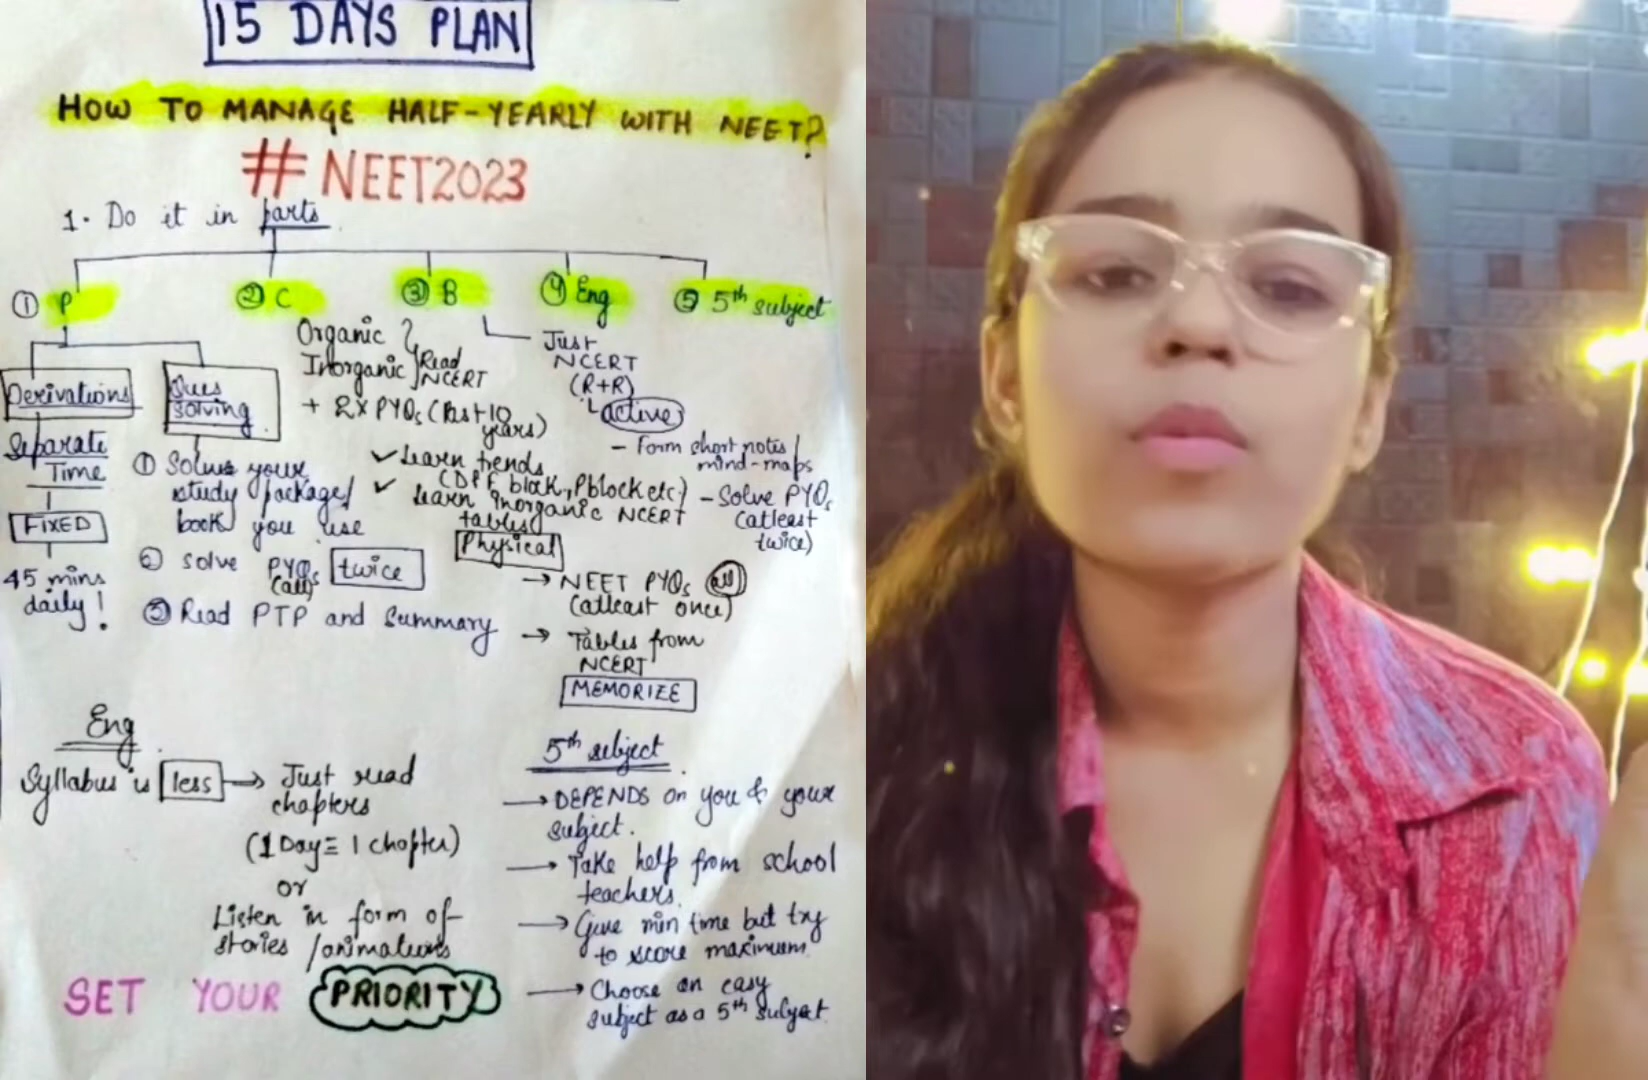 15 DAYS PLAN
HOW TO MANAGE HALF-YEARLY WITH NEET?
#NEET2023
1. Do it in parts
① P
② C
③ B
④ Eng
⑤ 5th subject
Derivations
Separate
Time
FIXED
45 mins
daily!
Ques
solving
① Solve your
study package/
book you use
② solve PYQs twice
(all)
③ Read PTP and Summary
Organic
Inorganic
Read
NCERT
+ 2x PYQs (Past 10
years)
✓ Learn trends
(D & F block, P block etc)
✓ Learn inorganic NCERT
tables
Physical
→ NEET PYQs (all)
(atleast once)
→ Tables from
NCERT
MEMORIZE
Just
NCERT
(R+R)
active
- Form short notes/
mind-maps
- Solve PYQs
(atleast
twice)
Eng
Syllabus is less → Just read
chapters
(1 Day = 1 chapter)
or
Listen in form of
stories /animations
5th subject
→ DEPENDS on you & your
subject.
→ Take help from school
teachers.
→ Give min time but try
to score maximum
→ Choose an easy
subject as a 5th subject
SET YOUR PRIORITY